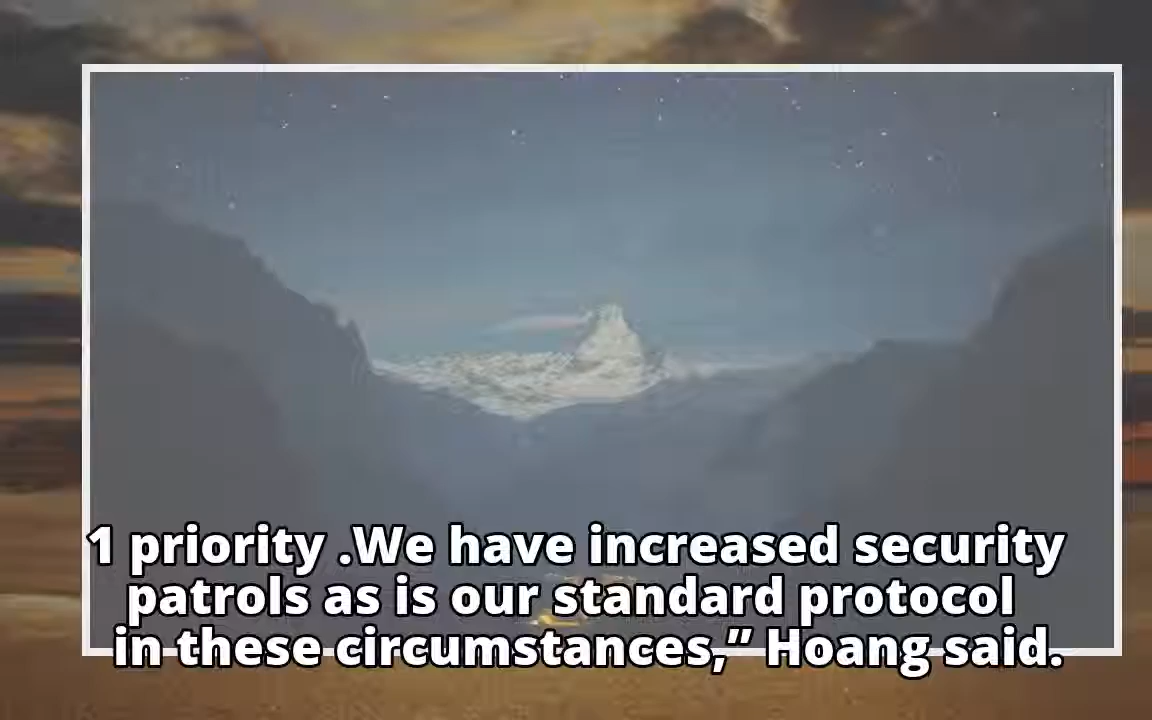 1 priority .We have increased security
patrols as is our standard protocol
in these circumstances,” Hoang said.